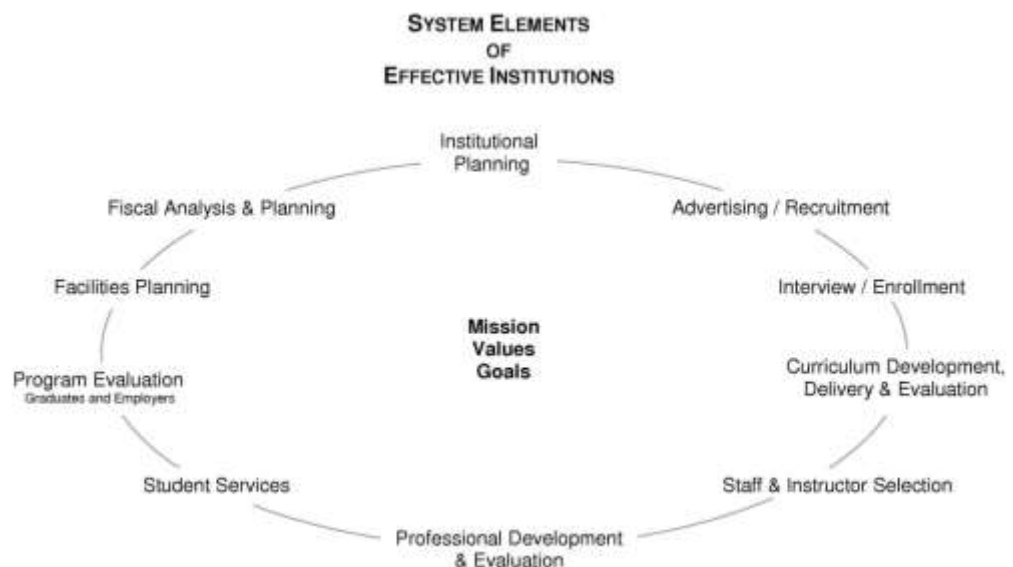 SYSTEM ELEMENTS
OF
EFFECTIVE INSTITUTIONS
Institutional
Planning
Fiscal Analysis & Planning
Advertising / Recruitment
Facilities Planning
Interview / Enrollment
Mission
Values
Goals
Program Evaluation
Graduates and Employers
Curriculum Development,
Delivery & Evaluation
Student Services
Staff & Instructor Selection
Professional Development
& Evaluation